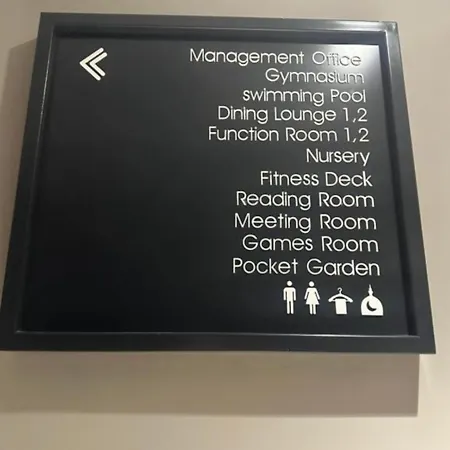 Management Office
Gymnasium
swimming Pool
Dining Lounge 1,2
Function Room 1,2
Nursery
Fitness Deck
Reading Room
Meeting Room
Games Room
Pocket Garden